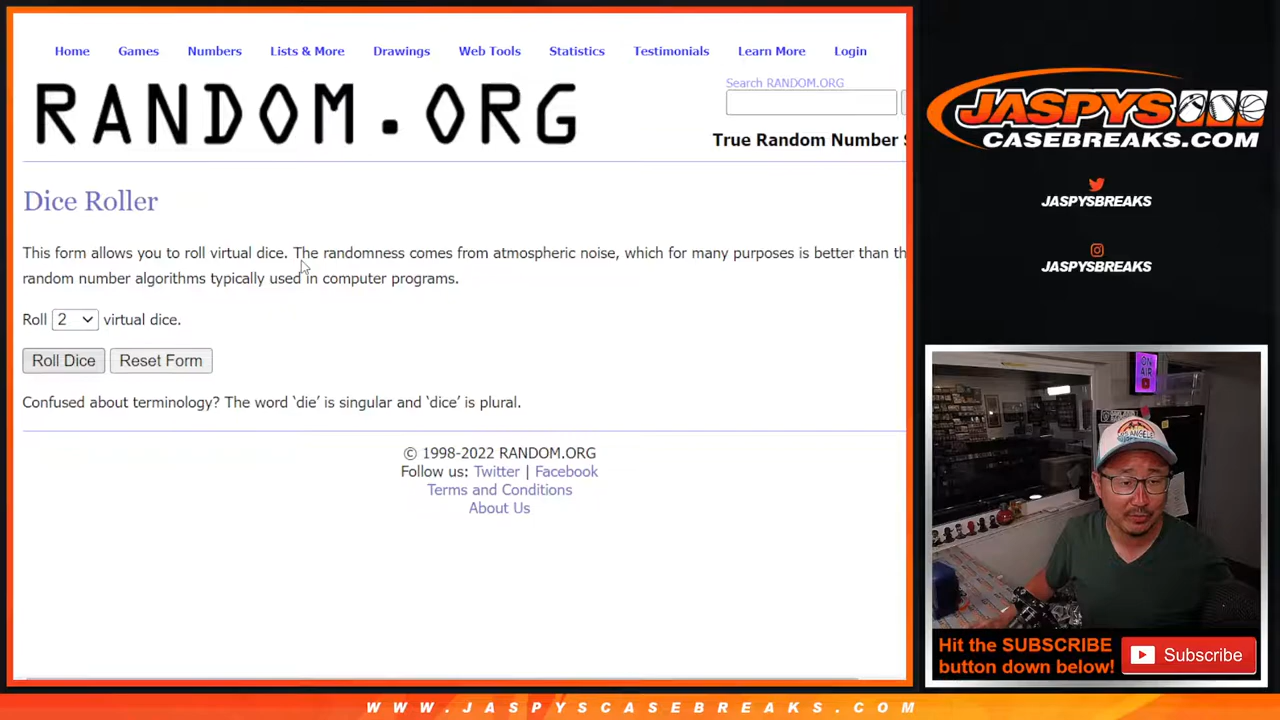 Home Games Numbers Lists & More Drawings Web Tools Statistics Testimonials Learn More Login
RANDOM.ORG
Search RANDOM.ORG
True Random Number
Dice Roller
This form allows you to roll virtual dice. The randomness comes from atmospheric noise, which for many purposes is better than th
random number algorithms typically used in computer programs.
Roll 2 virtual dice.
Roll Dice Reset Form
Confused about terminology? The word ‘die’ is singular and ‘dice’ is plural.
© 1998-2022 RANDOM.ORG
Follow us: Twitter | Facebook
Terms and Conditions
About Us
JASPYS
CASEBREAKS.COM
JASPYSBREAKS
JASPYSBREAKS
ON
AIR
Hit the SUBSCRIBE
button down below!
Subscribe
WWW.JASPYSCASEBREAKS.COM